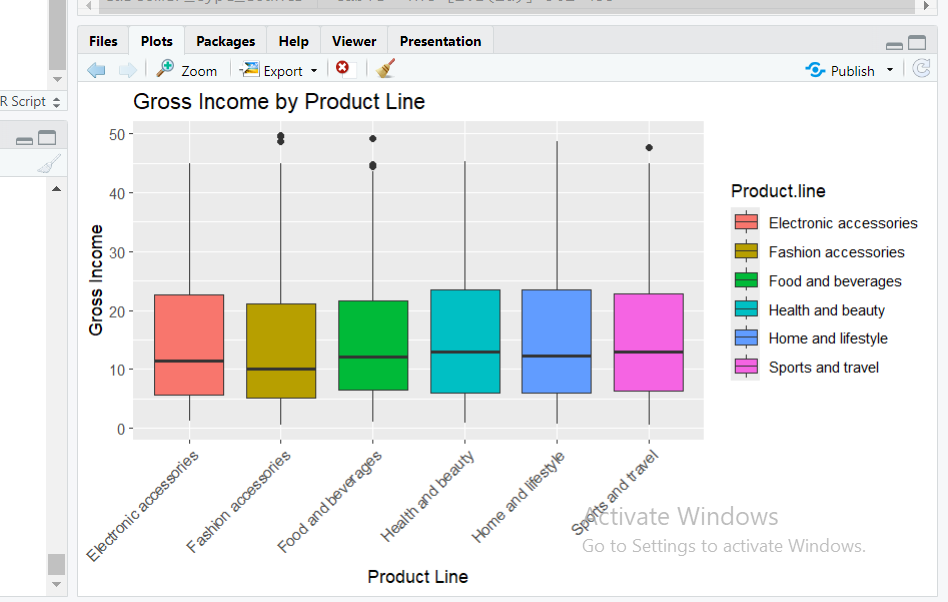 Files Plots Packages Help Viewer Presentation
Zoom Export Publish
R Script
Gross Income by Product Line
50
40
30
20
10
0
Gross Income
Electronic accessories
Fashion accessories
Food and beverages
Health and beauty
Home and lifestyle
Sports and travel
Product Line
Product.line
Electronic accessories
Fashion accessories
Food and beverages
Health and beauty
Home and lifestyle
Sports and travel
Activate Windows
Go to Settings to activate Windows.